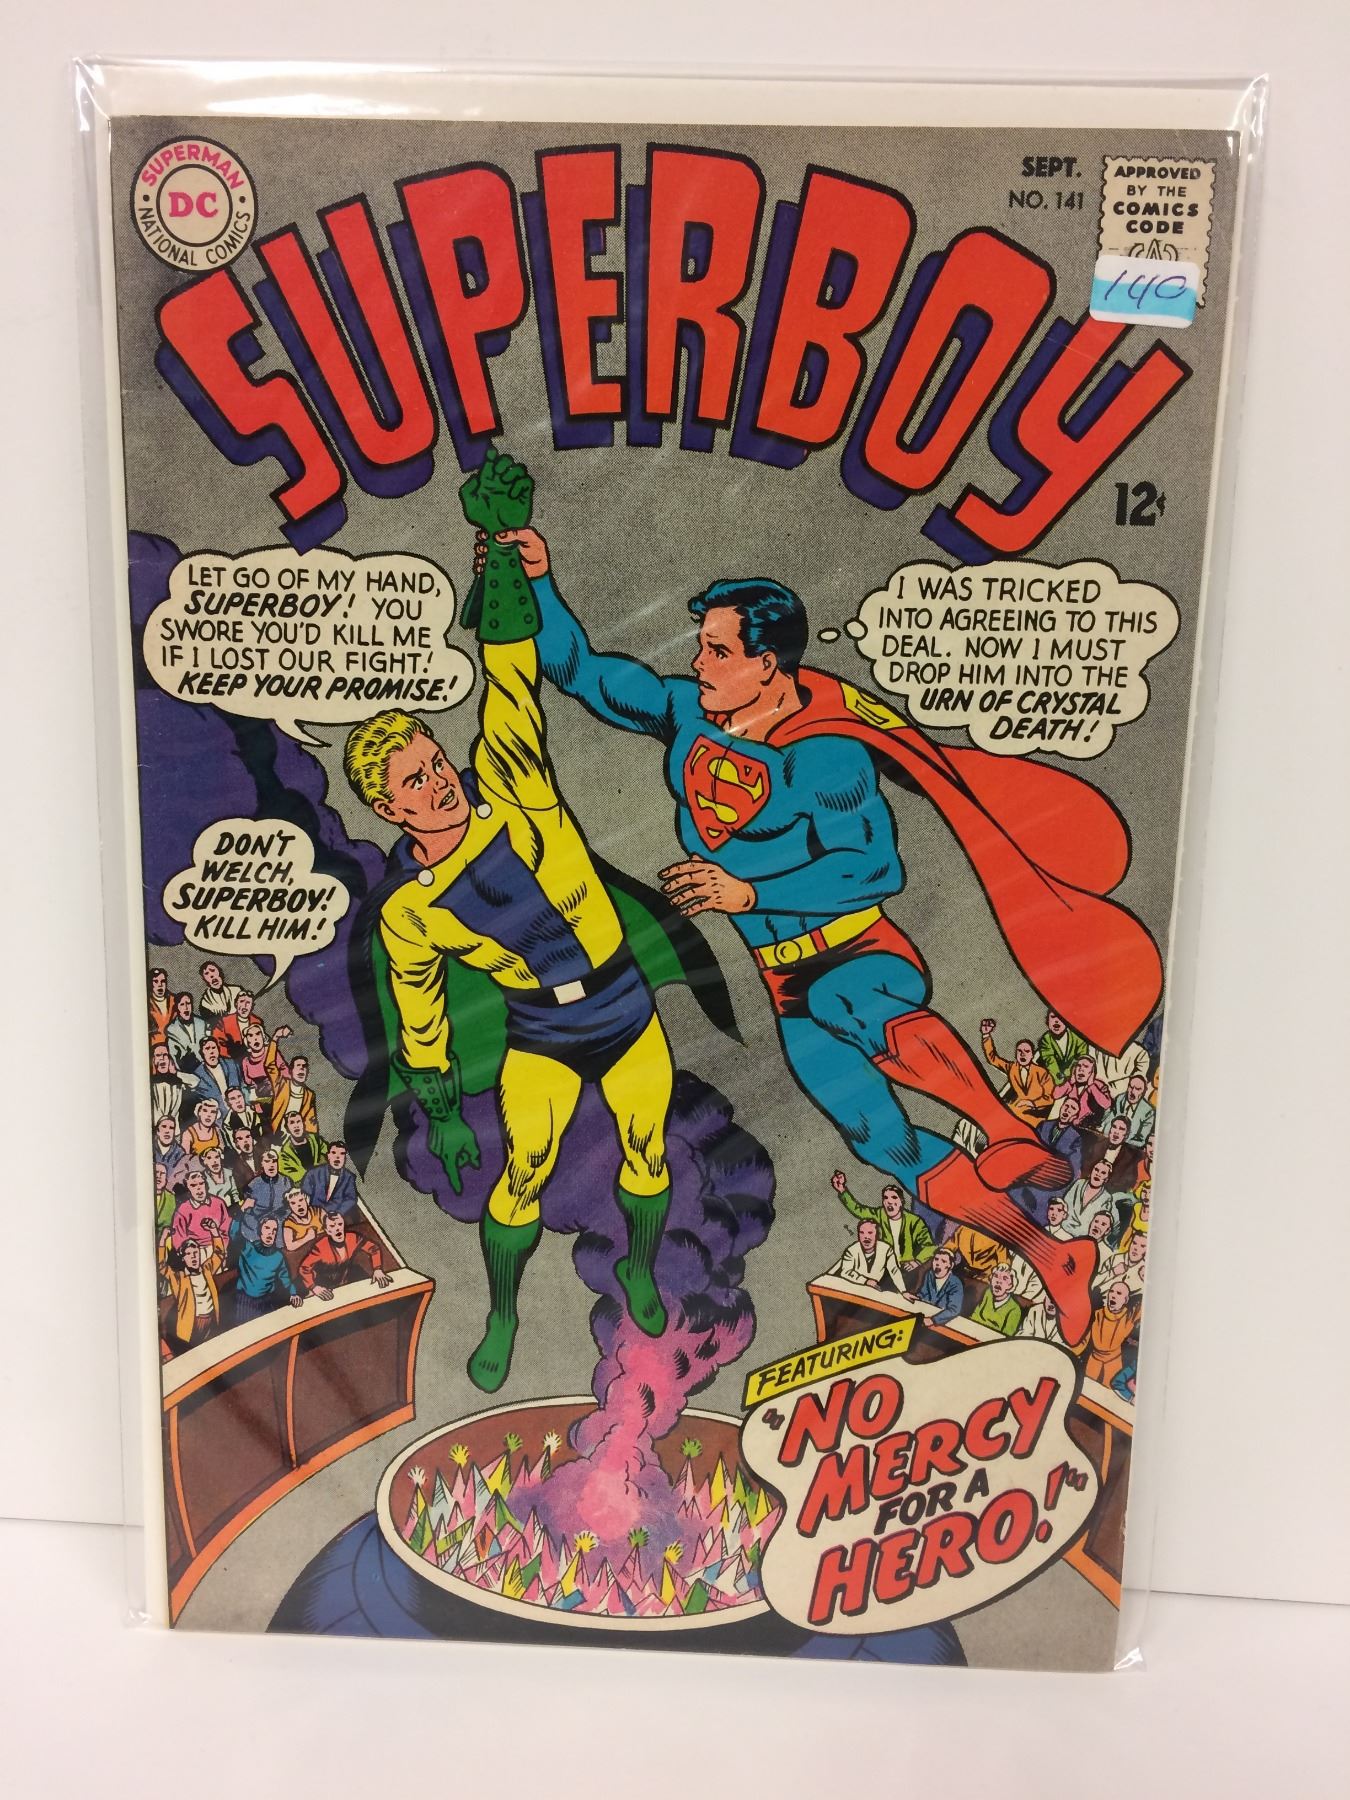 SUPERMAN
DC
NATIONAL COMICS
SUPERBOY
SEPT.
NO. 141
APPROVED
BY THE
COMICS
CODE
140
12¢
LET GO OF MY HAND,
SUPERBOY! YOU
SWORE YOU'D KILL ME
IF I LOST OUR FIGHT!
KEEP YOUR PROMISE!
I WAS TRICKED
INTO AGREEING TO THIS
DEAL. NOW I MUST
DROP HIM INTO THE
URN OF CRYSTAL
DEATH!
S
DON'T
WELCH,
SUPERBOY!
KILL HIM!
FEATURING:
"NO
MERCY
FOR A
HERO!"